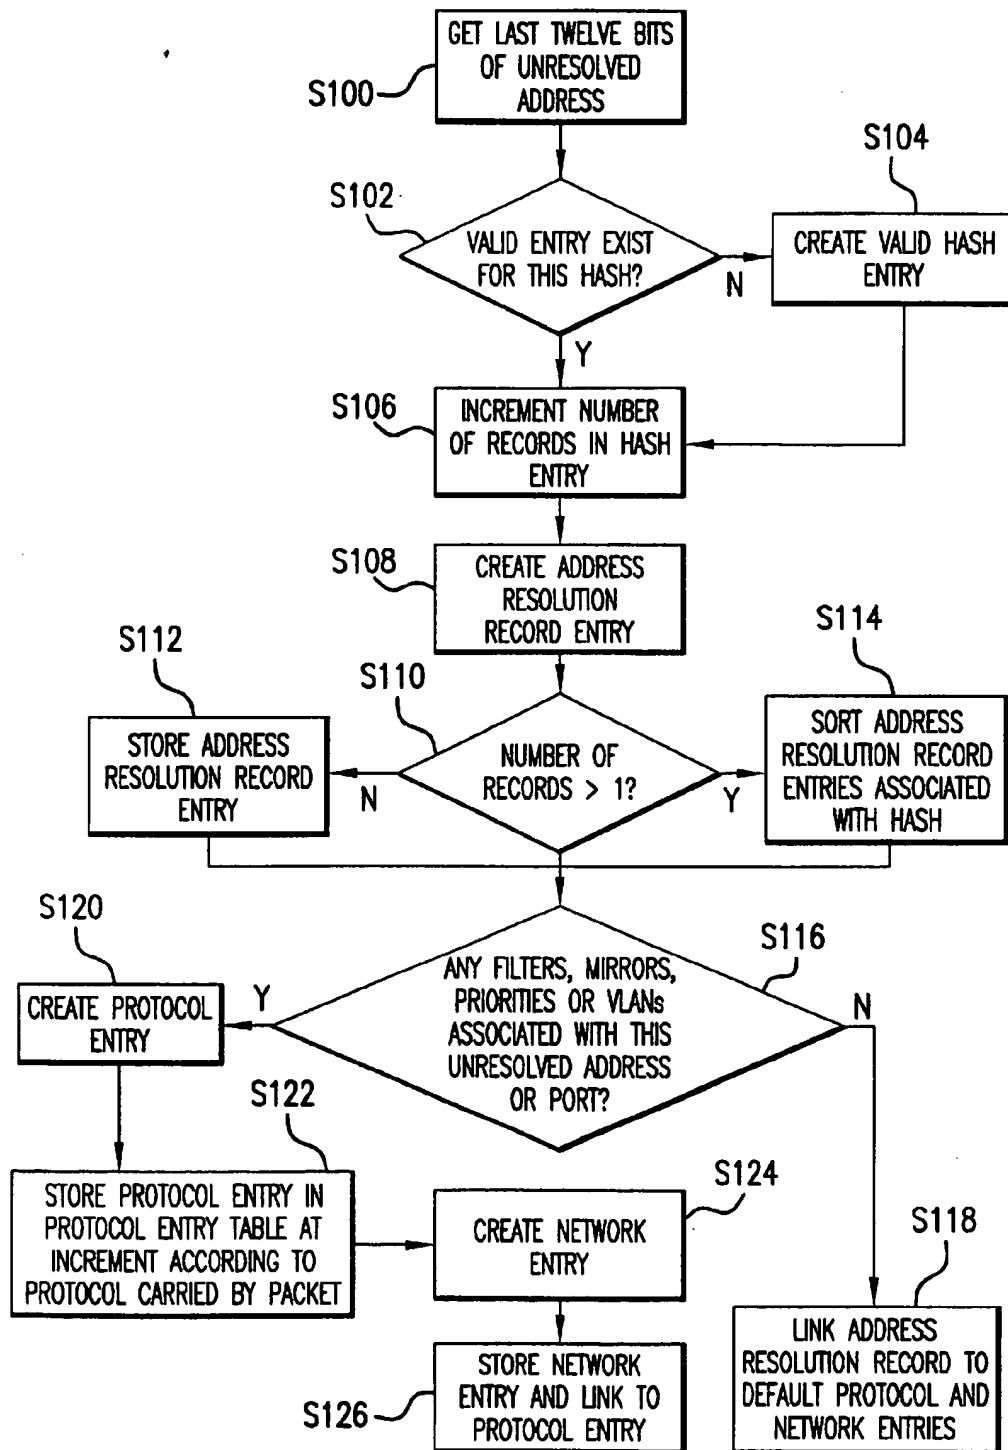 GET LAST TWELVE BITS
OF UNRESOLVED
ADDRESS
S100
S104
S102
VALID ENTRY EXIST
FOR THIS HASH?
N
CREATE VALID HASH
ENTRY
Y
S106
INCREMENT NUMBER
OF RECORDS IN HASH
ENTRY
S108
CREATE ADDRESS
RESOLUTION
RECORD ENTRY
S112
S110
S114
STORE ADDRESS
RESOLUTION RECORD
ENTRY
N
NUMBER OF
RECORDS > 1?
Y
SORT ADDRESS
RESOLUTION RECORD
ENTRIES ASSOCIATED
WITH HASH
S120
S116
CREATE PROTOCOL
ENTRY
Y
ANY FILTERS, MIRRORS,
PRIORITIES OR VLANs
ASSOCIATED WITH THIS
UNRESOLVED ADDRESS
OR PORT?
N
S122
STORE PROTOCOL ENTRY IN
PROTOCOL ENTRY TABLE AT
INCREMENT ACCORDING TO
PROTOCOL CARRIED BY PACKET
S124
CREATE NETWORK
ENTRY
S118
LINK ADDRESS
RESOLUTION RECORD TO
DEFAULT PROTOCOL AND
NETWORK ENTRIES
S126
STORE NETWORK
ENTRY AND LINK TO
PROTOCOL ENTRY